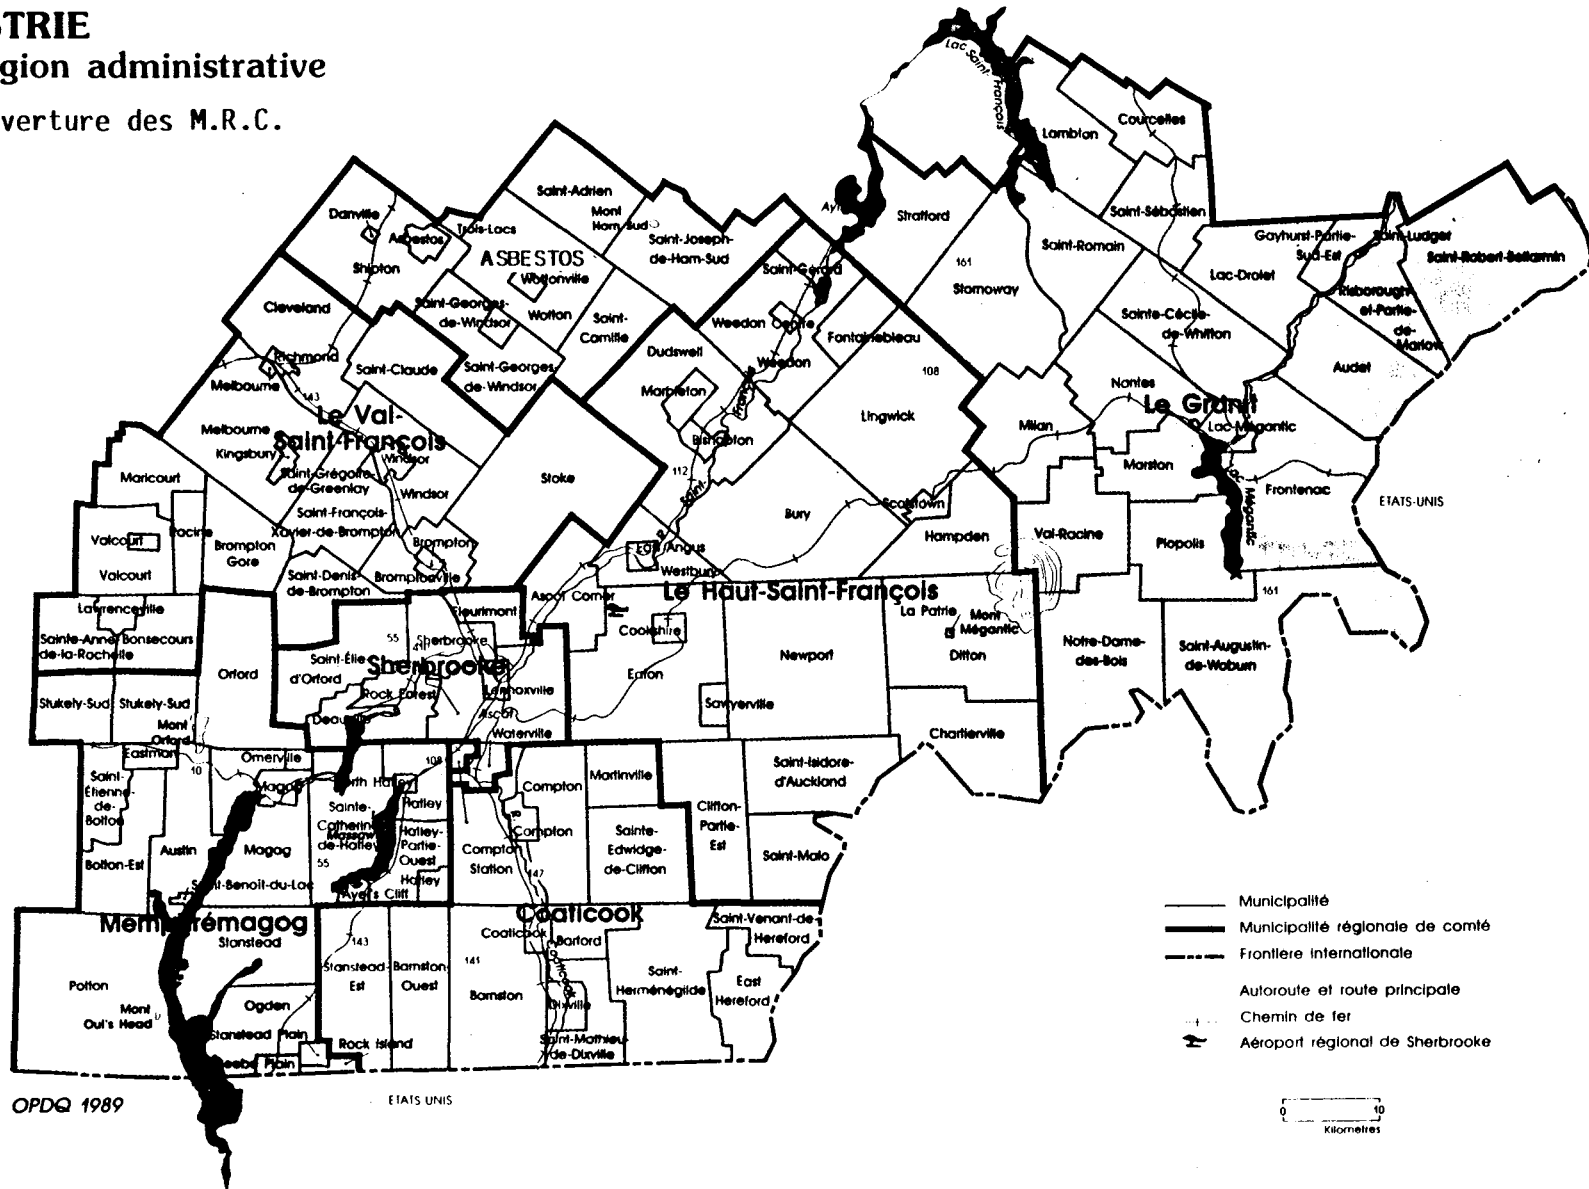 STRIE
gion administrative
verture des M.R.C.
Lac Saint-François
Courcelles
Lambton
Saint-Adrien
Mont
Ham-Sud
Danville
Trois-Lacs
Asbestos
Saint-Joseph-
de-Ham-Sud
Stratford
Saint-Sébastien
Saint-Romain
Gayhurst-Partie-
Sud-Est
Saint-Ludger
Saint-Robert-Bellarmin
ASBESTOS
Wottonville
Shipton
Saint-Gérard
161
Stornoway
Lac-Drolet
Risborough-
et-Partie-
de-
Marlow
Cleveland
Saint-Georges-
de-Windsor
Wotton
Saint-
Camille
Weedon Centre
Fontainebleau
Sainte-Cécile-
de-Whitton
Richmond
Saint-Claude
Saint-Georges-
de-Windsor
Dudswell
Weedon
108
Audet
Melbourne
143
Marbleton
Nantes
Le Val-
Saint-François
Lingwick
Milan
Le Granit
Lac-Mégantic
Melbourne
Kingsbury
Bishopton
Windsor
Saint-Grégoire-
de-Greenlay
Windsor
Maricourt
Stoke
112
Saint-
François
Marston
Lac Mégantic
Frontenac
ETATS-UNIS
Saint-François-
Xavier-de-Brompton
Bury
Scotstown
Valcourt
Racine
Brompton
Gore
Brompton
East Angus
Westbury
Hampden
Val-Racine
Piopolis
Valcourt
Saint-Denis-
de-Brompton
Bromptonville
Lawrenceville
Fleurimont
Ascot Corner
Le Haut-Saint-François
161
La Patrie
Mont
Mégantic
Sainte-Anne-
de-la-Rochelle
Bonsecours
55
Sherbrooke
Cookshire
Notre-Dame-
des-Bois
Saint-Augustin-
de-Woburn
Saint-Élie
d'Orford
Sherbrooke
Newport
Ditton
Orford
Rock Forest
Lennoxville
Eaton
Stukely-Sud
Stukely-Sud
Deauville
Ascot
Sawyerville
Mont
Orford
Waterville
Chartierville
Eastman
Omerville
108
10
Saint-
Étienne-
de-
Bolton
Magog
North Hatley
Compton
Martinville
Saint-Isidore-
d'Auckland
Sainte-
Catherine-
de-Hatley
Massawippi
Hatley
Clifton-
Partie-
Est
Hatley-
Partie-
Ouest
Compton
Sainte-
Edwidge-
de-Clifton
Bolton-Est
Austin
Magog
55
Compton
Station
Saint-Malo
Saint-Benoît-du-Lac
Hatley
147
Ayer's Cliff
Memphrémagog
Coaticook
Saint-Venant-de-
Hereford
Stanstead
143
Coaticook
Barford
Coaticook
Potton
Stanstead-
Est
Barnston-
Ouest
141
Barnston
Saint-
Herménégilde
East
Hereford
Mont
Owl's Head
Ogden
Dixville
Stanstead Plain
Rock Island
Saint-Mathieu-
de-Dixville
Beebe Plain
OPDQ 1989
ETATS UNIS
Municipalité
Municipalité régionale de comté
Frontiere internationale
Autoroute et route principale
Chemin de fer
Aéroport régional de Sherbrooke
0 10
Kilometres